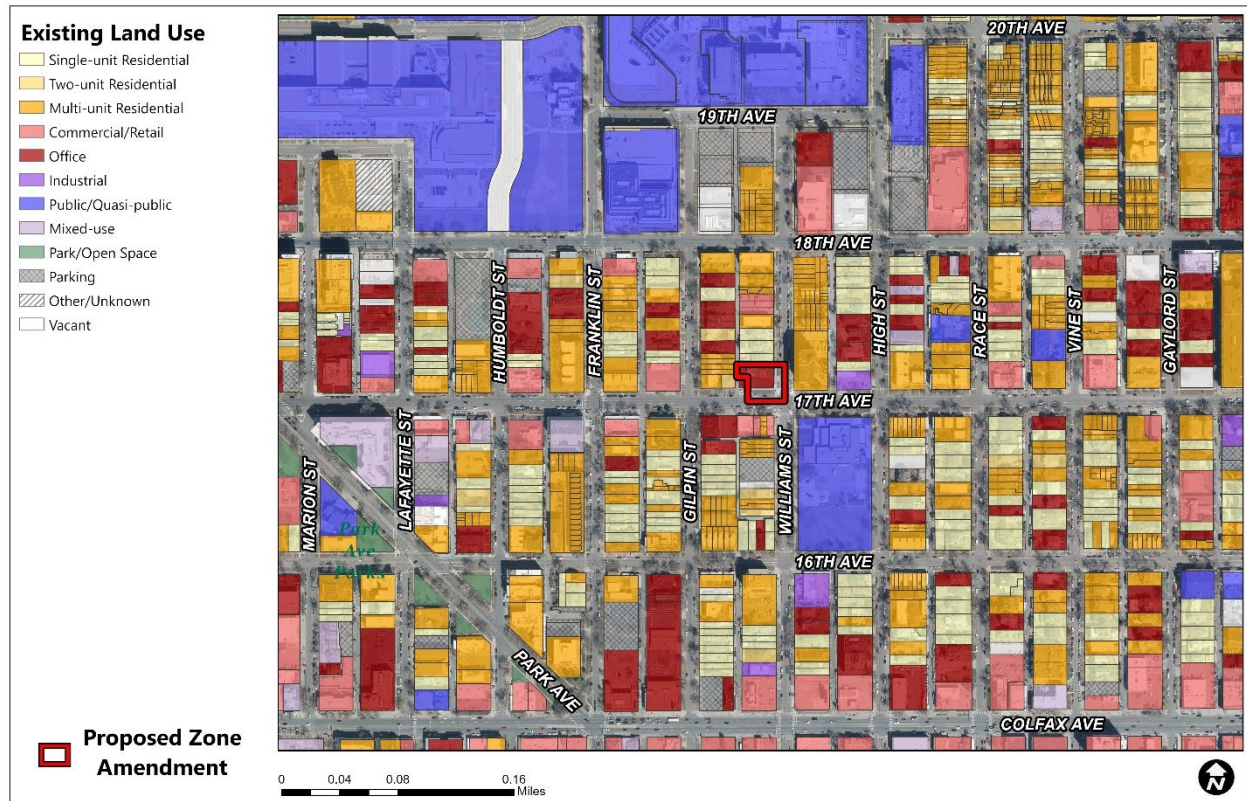 Existing Land Use
Single-unit Residential
Two-unit Residential
Multi-unit Residential
Commercial/Retail
Office
Industrial
Public/Quasi-public
Mixed-use
Park/Open Space
Parking
Other/Unknown
Vacant
Proposed Zone
Amendment
20TH AVE
19TH AVE
18TH AVE
HUMBOLDT ST
FRANKLIN ST
HIGH ST
RACE ST
VINE ST
GAYLORD ST
17TH AVE
MARION ST
LAFAYETTE ST
GILPIN ST
WILLIAMS ST
Park
Ave
Parks
16TH AVE
PARK AVE
COLFAX AVE
0 0.04 0.08 0.16
Miles
N